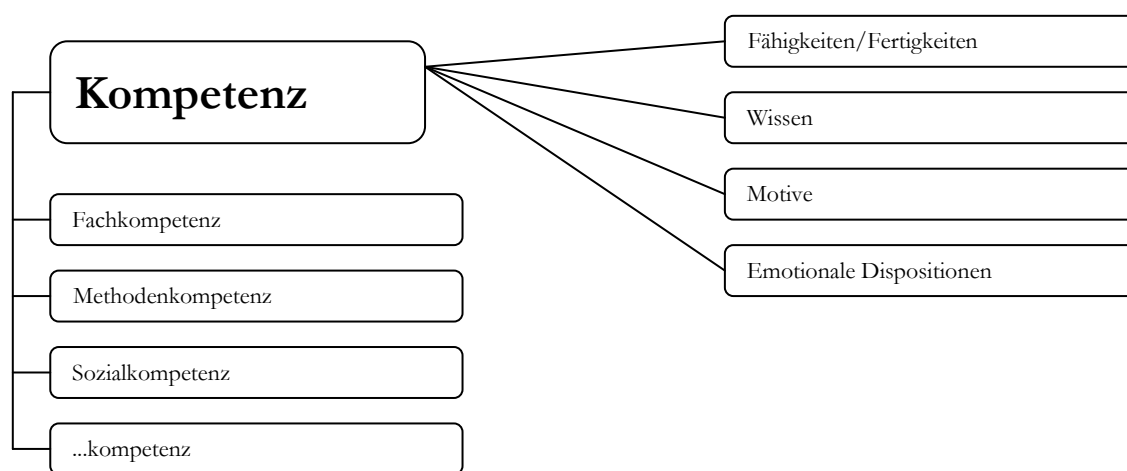 Kompetenz
Fachkompetenz
Methodenkompetenz
Sozialkompetenz
...kompetenz
Fähigkeiten/Fertigkeiten
Wissen
Motive
Emotionale Dispositionen